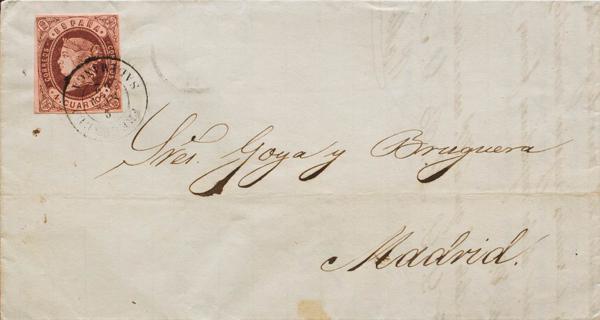 ESPAÑA
CORREOS
4 CUARTOS
Sres. Goya y Bruguera
Madrid.